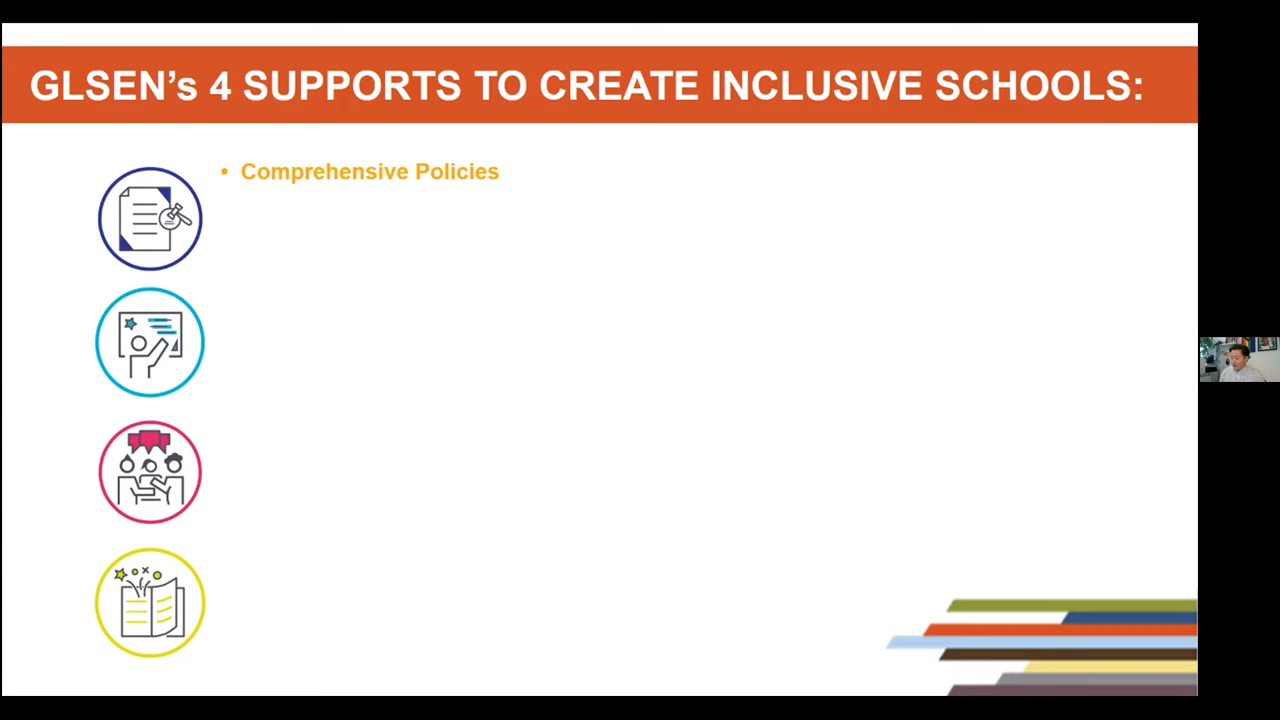 GLSEN's 4 SUPPORTS TO CREATE INCLUSIVE SCHOOLS:
• Comprehensive Policies